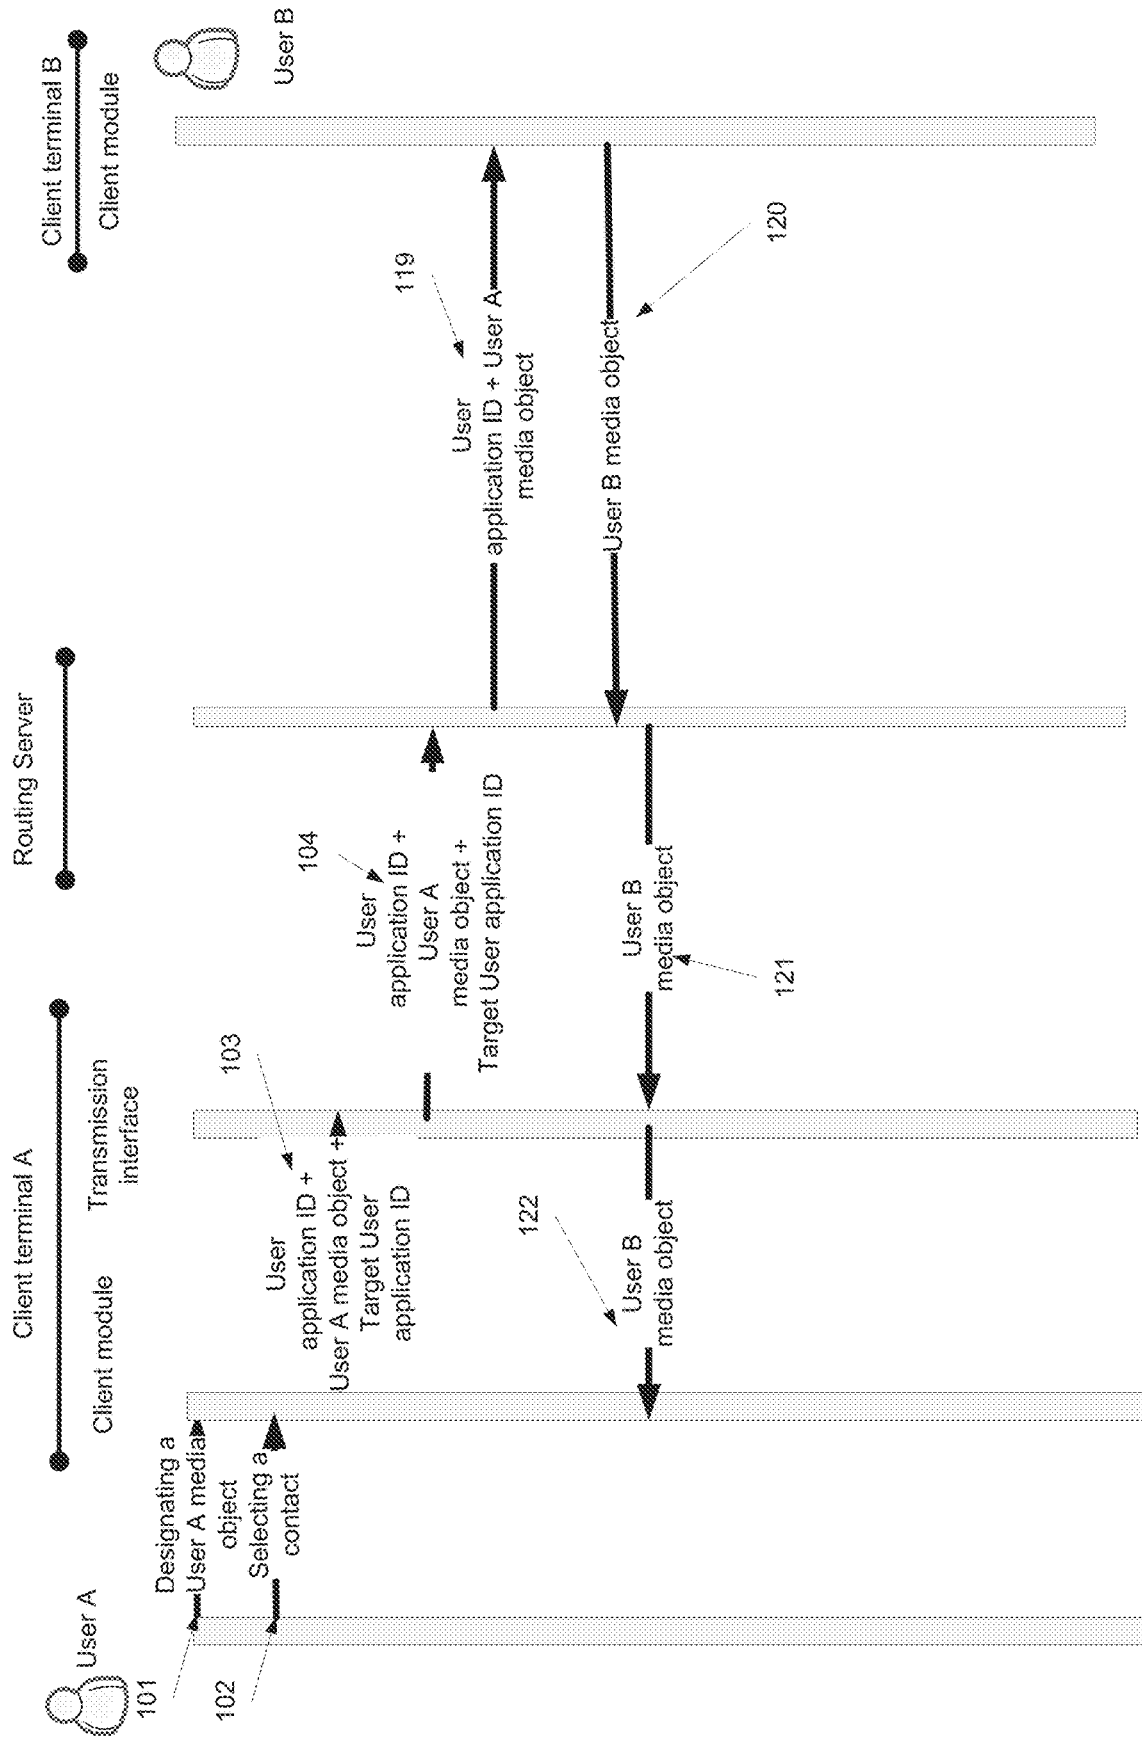 User A
Client terminal A
Client module
Transmission
interface
Routing Server
Client terminal B
Client module
User B
101
Designating a
User A media
object
102
Selecting a
contact
103
User
application ID +
User A media object +
Target User
application ID
104
User
application ID +
User A
media object +
Target User application ID
119
User
application ID + User A
media object
120
User B media object
121
User B
media object
122
User B
media object